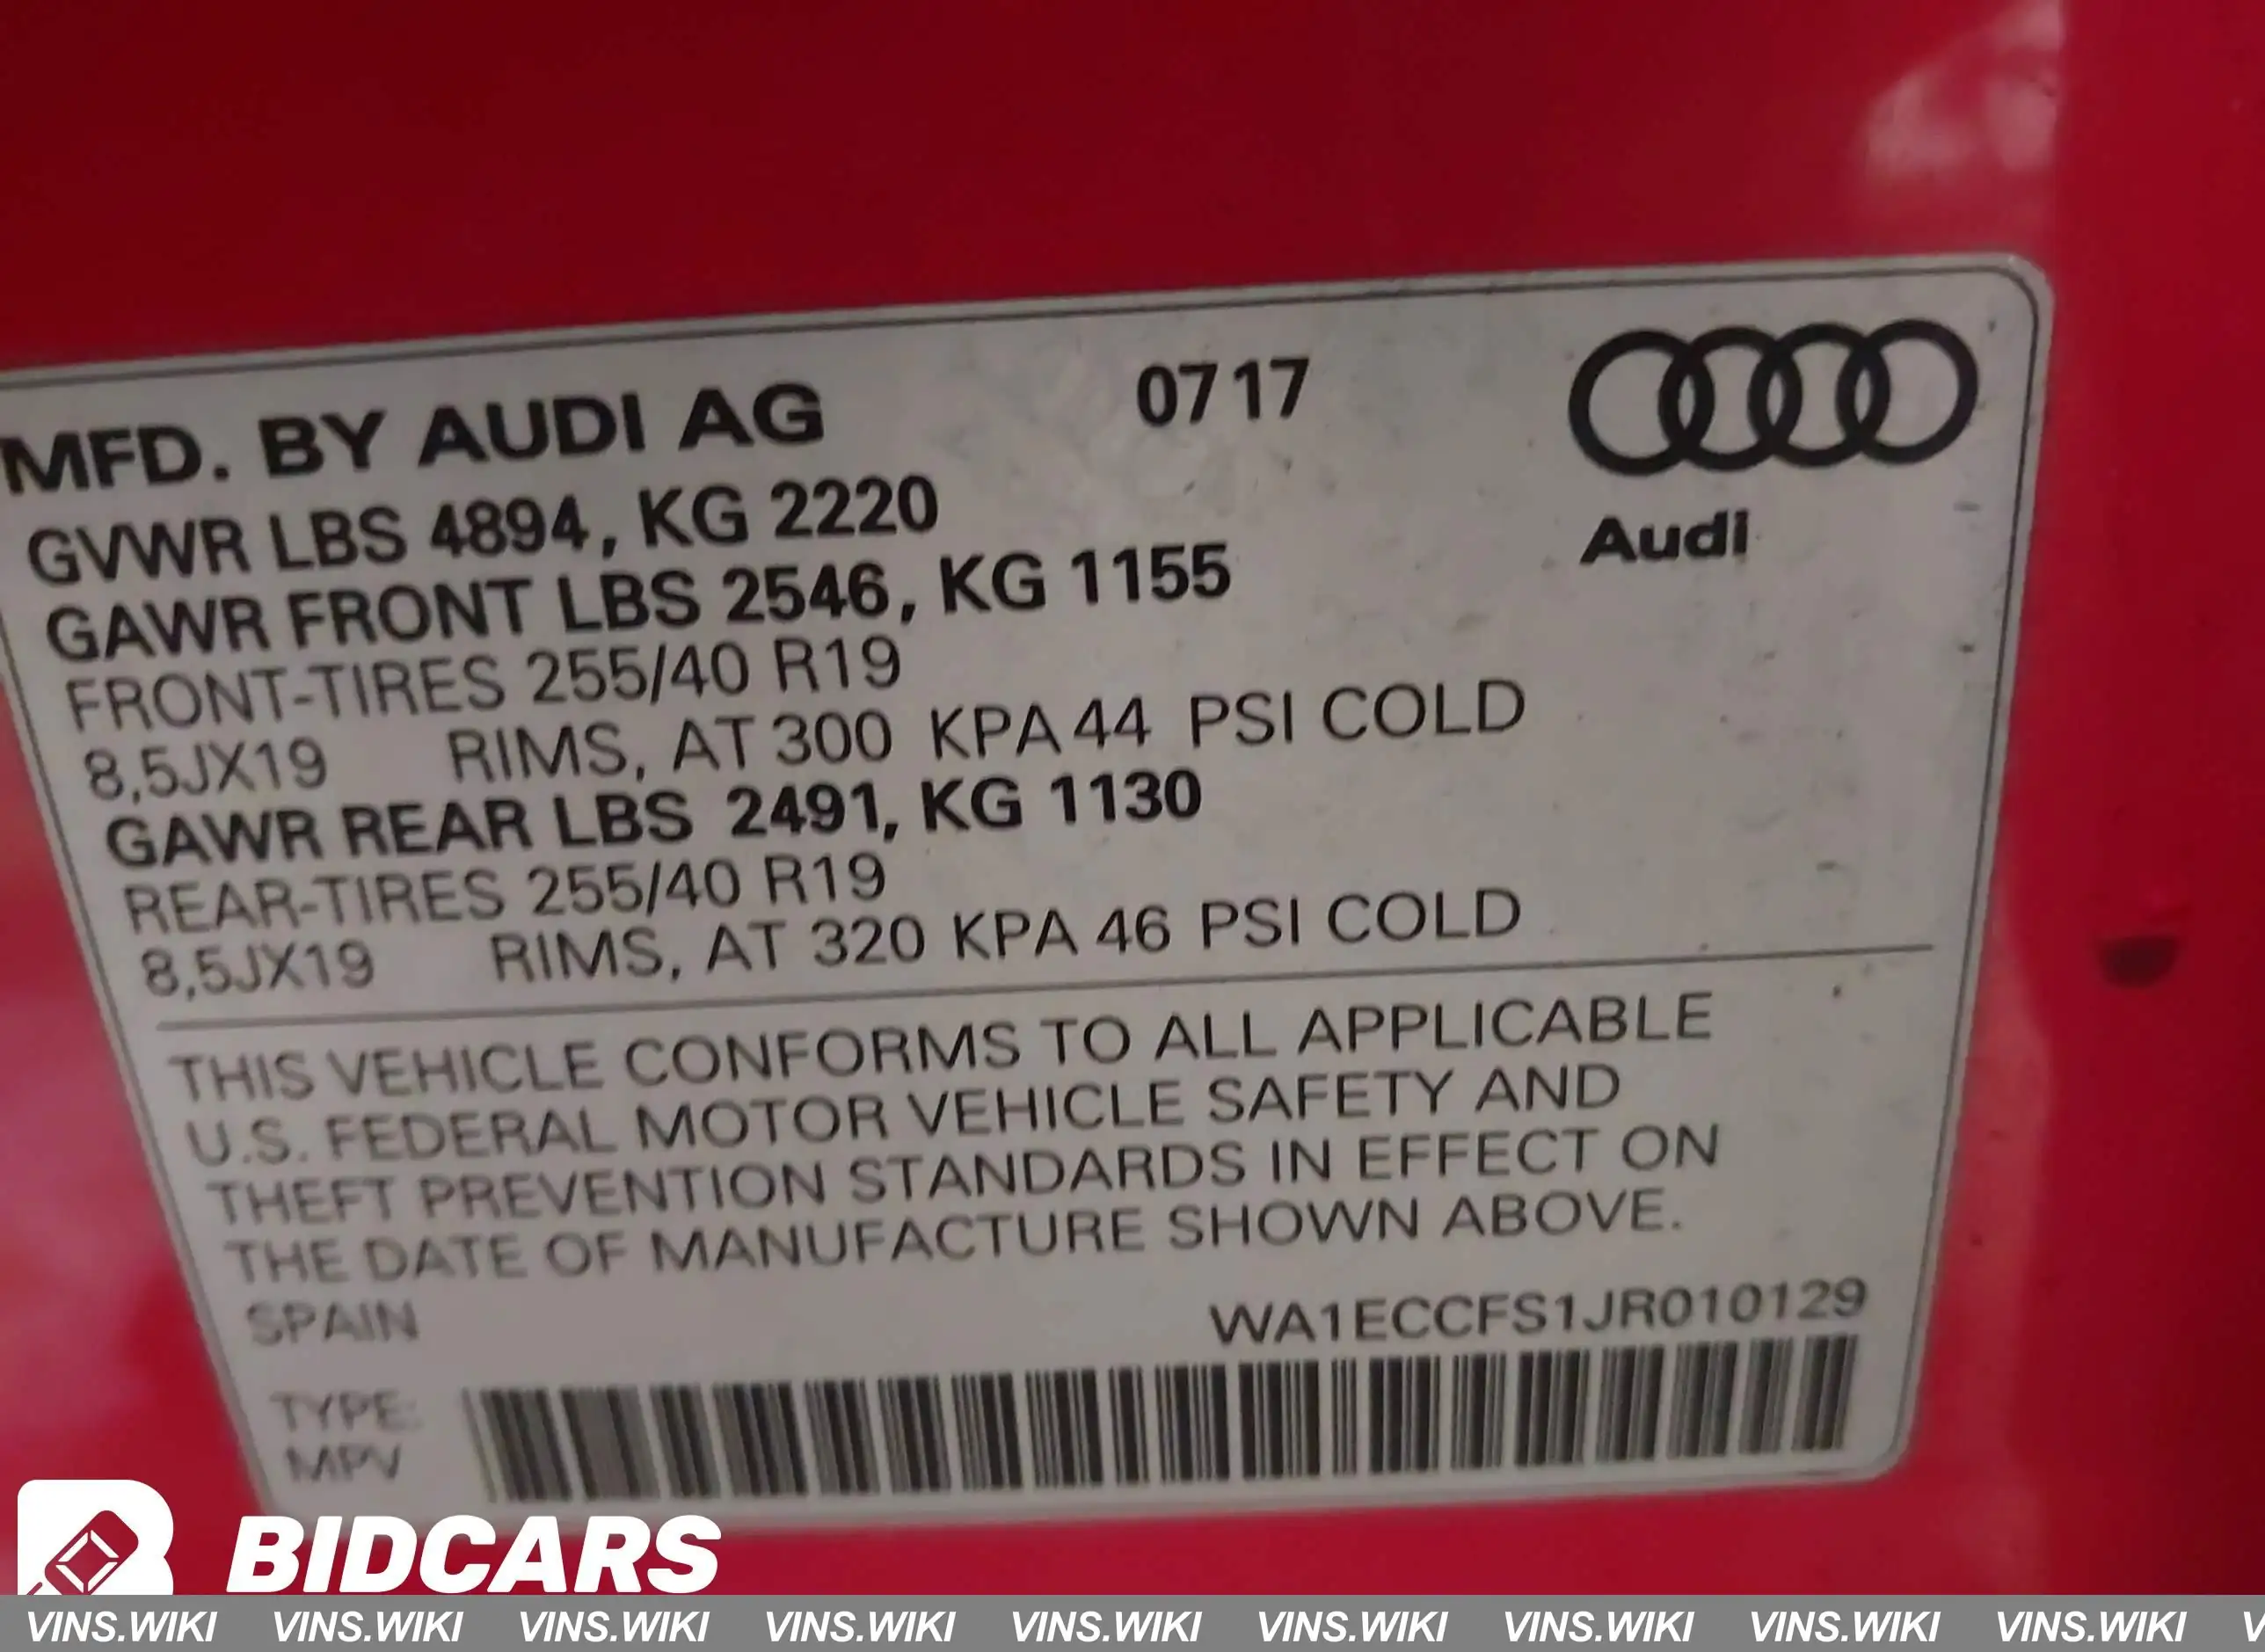 MFD. BY AUDI AG 07 17
Audi
GVWR LBS 4894, KG 2220
GAWR FRONT LBS 2546, KG 1155
FRONT-TIRES 255/40 R19
8,5JX19 RIMS, AT 300 KPA 44 PSI COLD
GAWR REAR LBS 2491, KG 1130
REAR-TIRES 255/40 R19
8,5JX19 RIMS, AT 320 KPA 46 PSI COLD
THIS VEHICLE CONFORMS TO ALL APPLICABLE
U.S. FEDERAL MOTOR VEHICLE SAFETY AND
THEFT PREVENTION STANDARDS IN EFFECT ON
THE DATE OF MANUFACTURE SHOWN ABOVE.
SPAIN WA1ECCFS1JR010129
TYPE:
MPV
BIDCARS
VINS.WIKI VINS.WIKI VINS.WIKI VINS.WIKI VINS.WIKI VINS.WIKI VINS.WIKI VINS.WIKI VINS.WIKI V